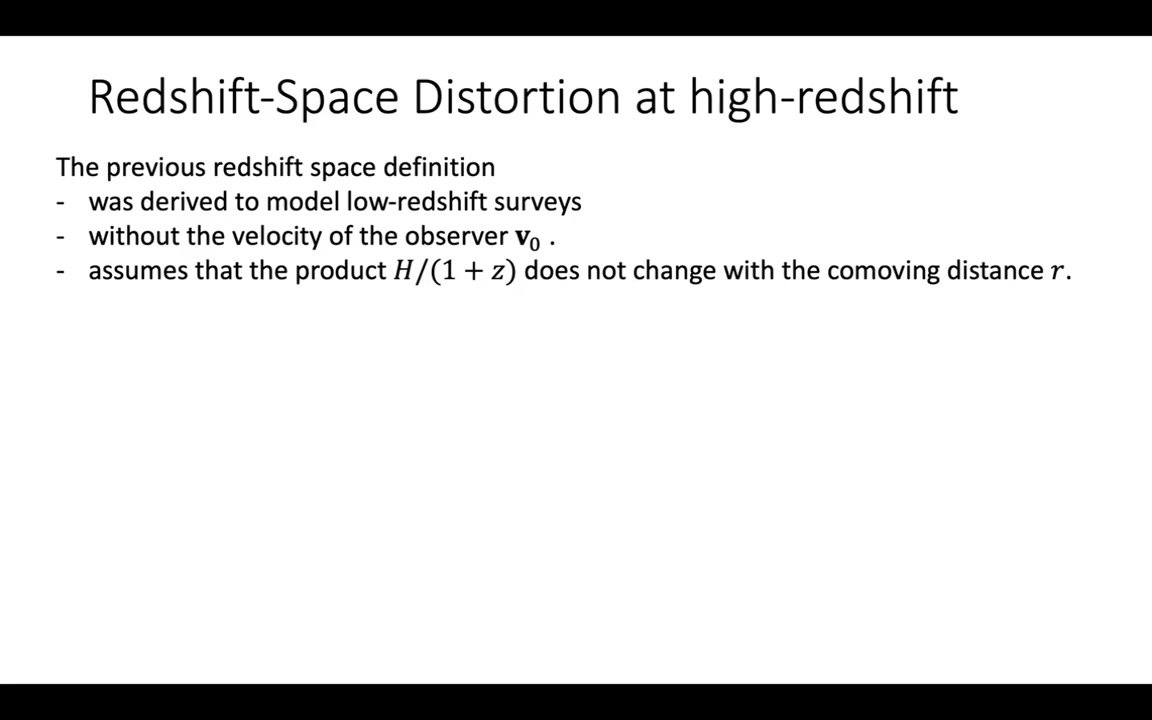 Redshift-Space Distortion at high-redshift
The previous redshift space definition
- was derived to model low-redshift surveys
- without the velocity of the observer v₀ .
- assumes that the product H/(1 + z) does not change with the comoving distance r.